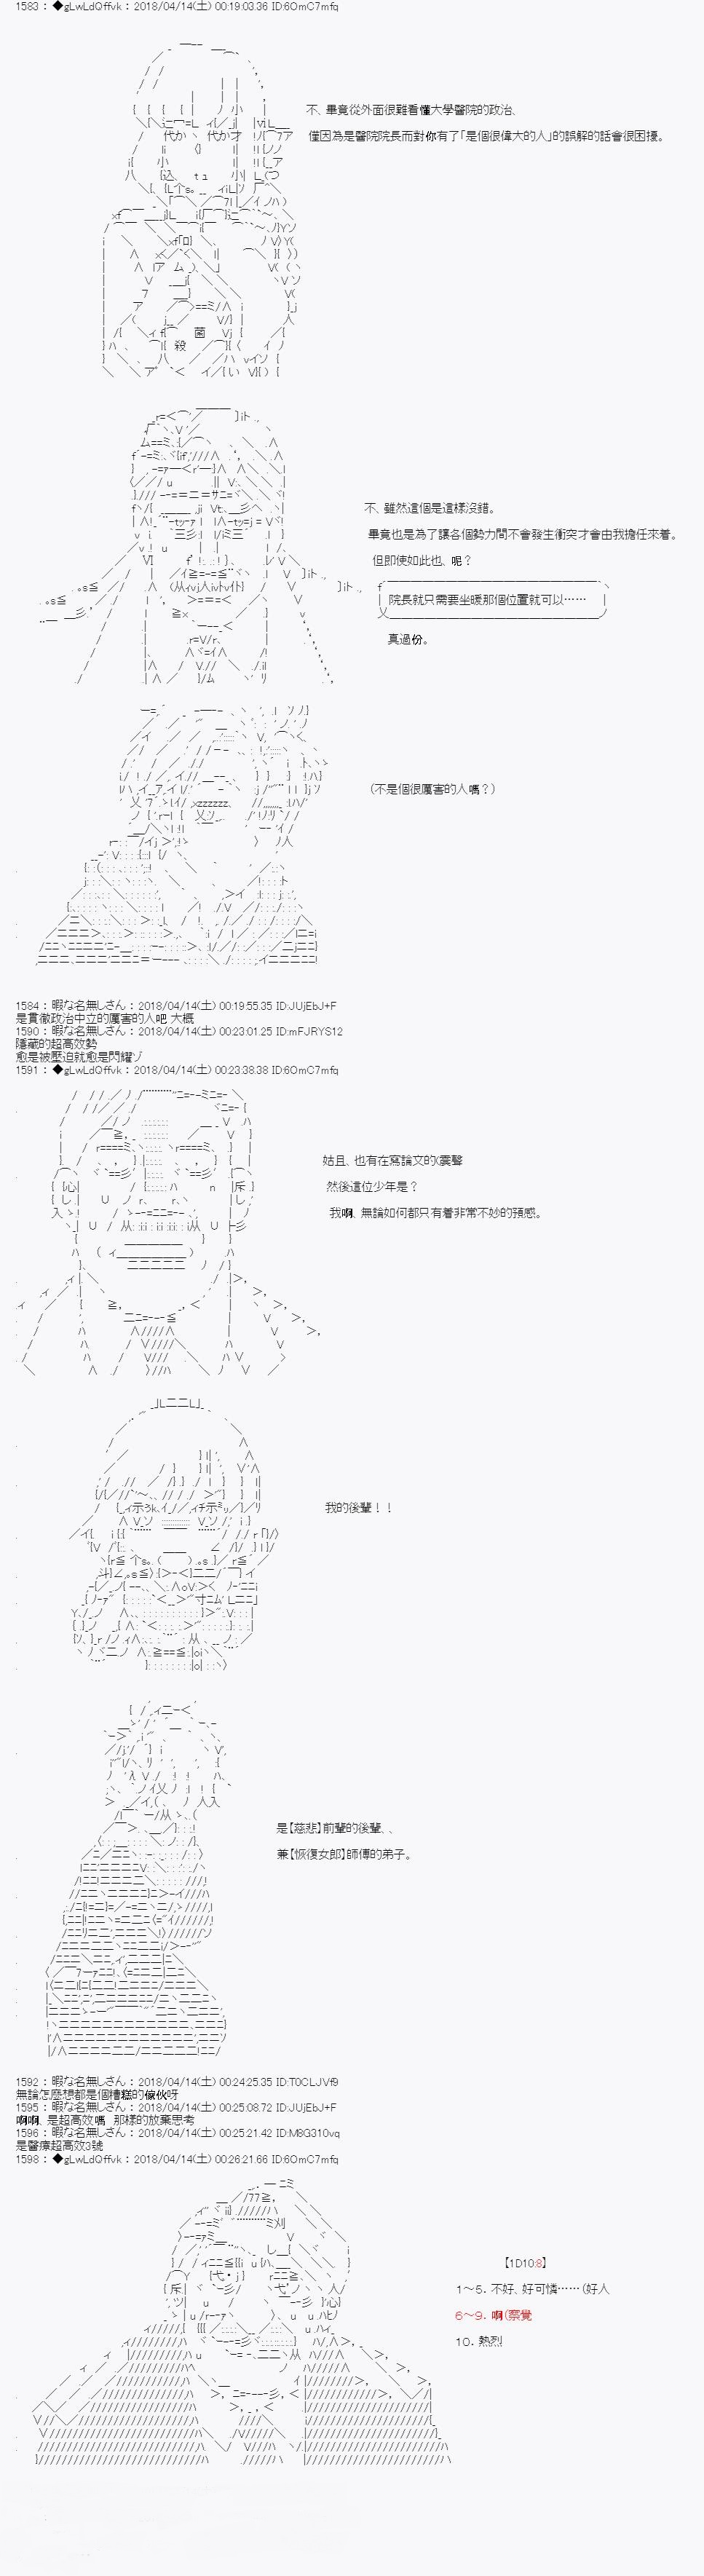 1583 : ◆gLwLdQffvk : 2018/04/14(土) 00:19:03.36 ID:6OmC7mfq
不、畢竟從外面很難看懂大學醫院的政治、
僅因為是醫院院長而對你有了「是個很偉大的人」的誤解的話會很困擾。
不、雖然這個是這樣沒錯。
畢竟也是為了讓各個勢力間不會發生衝突才會由我擔任來着。
但即使如此也、呢？
院長就只需要坐暖那個位置就可以……
真過份。
(不是個很厲害的人嗎？)
1584 : 暇な名無しさん : 2018/04/14(土) 00:19:55.35 ID:JUjEbJ+F
是貫徹政治中立的厲害的人吧 大概
1590 : 暇な名無しさん : 2018/04/14(土) 00:23:01.25 ID:mFJRYS12
隱藏的超高效勢
愈是被壓迫就愈是閃耀ゾ
1591 : ◆gLwLdQffvk : 2018/04/14(土) 00:23:38.38 ID:6OmC7mfq
姑且、也有在寫論文的(震聲
然後這位少年是？
我啊、無論如何都只有着非常不妙的預感。
我的後輩！！
是【慈悲】前輩的後輩、、
兼【恢復女郎】師傅的弟子。
1592 : 暇な名無しさん : 2018/04/14(土) 00:24:25.35 ID:T0CLJVf9
無論怎麼想都是個糟糕的傢伙呀
1595 : 暇な名無しさん : 2018/04/14(土) 00:25:08.72 ID:JUjEbJ+F
啊啊、是超高效嗎　那樣的放棄思考
1596 : 暇な名無しさん : 2018/04/14(土) 00:25:21.42 ID:M8G310vq
是醫療超高效3號
1598 : ◆gLwLdQffvk : 2018/04/14(土) 00:26:21.66 ID:6OmC7mfq
【1D10:8】
1～5．不好、好可憐……(好人
6～9．啊(察覺
10．熱烈